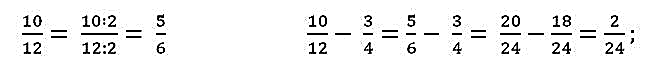 10/12 = 10:2/12:2 = 5/6     10/12 − 3/4 = 5/6 − 3/4 = 20/24 − 18/24 = 2/24 ;